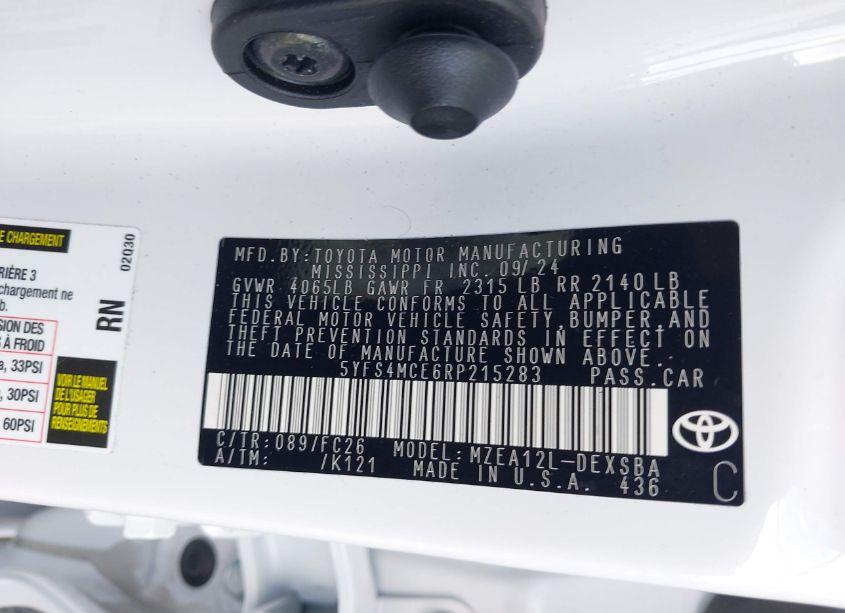 E CHARGEMENT
RIÈRE 3
chargement ne
b.
SION DES
À FROID
, 33PSI
, 30PSI
60PSI
02Q30
RN
VOIR LE MANUEL
DE L'USAGER
POUR PLUS DE
RENSEIGNEMENTS
MFD.BY:TOYOTA MOTOR MANUFACTURING
MISSISSIPPI INC. 09/24
GVWR 4065LB GAWR FR 2315 LB RR 2140 LB
THIS VEHICLE CONFORMS TO ALL APPLICABLE
FEDERAL MOTOR VEHICLE SAFETY, BUMPER, AND
THEFT PREVENTION STANDARDS IN EFFECT ON
THE DATE OF MANUFACTURE SHOWN ABOVE.
5YFS4MCE6RP215283 PASS.CAR
C/TR: 089/FC26 MODEL: MZEA12L-DEXSBA
A/TM: /K121 MADE IN U.S.A. 436
C